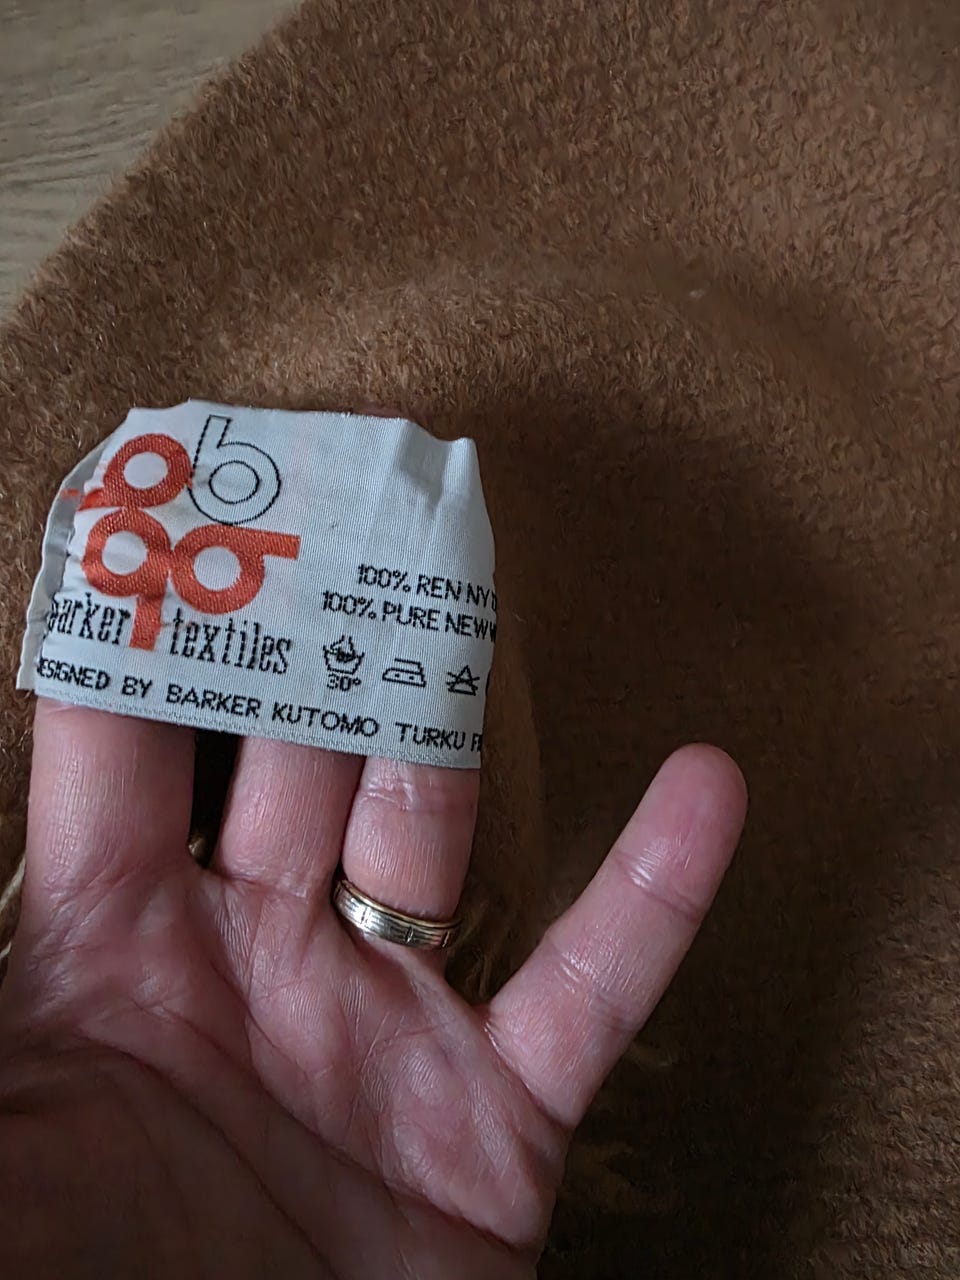 b
100% REN NY
100% PURE NEW
barker textiles
30°
DESIGNED BY BARKER KUTOMO TURKU